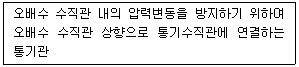 오배수 수직관 내의 압력변동을 방지하기 위하며
오배수 수직관 상향으로 통기수직관에 연결하는
통기관